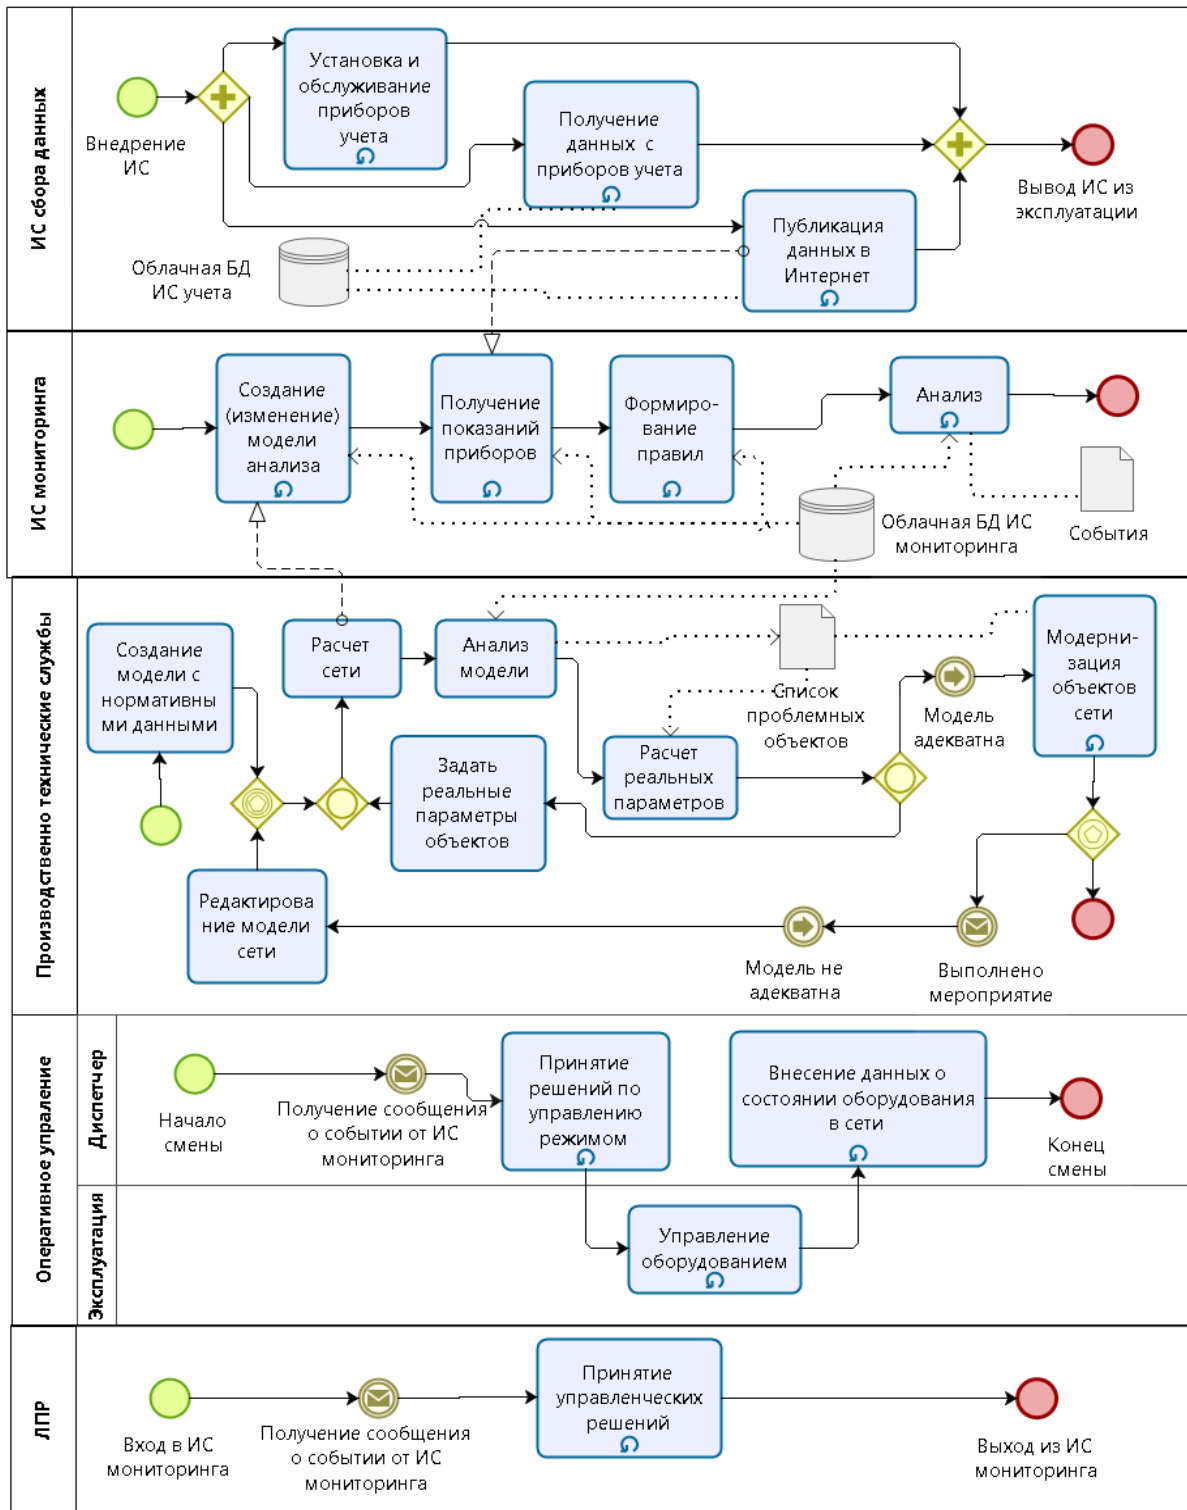 ИС сбора данных
Внедрение
ИС
Установка и
обслуживание
приборов
учета
Получение
данных с
приборов учета
Публикация
данных в
Интернет
Вывод ИС из
эксплуатации
Облачная БД
ИС учета
ИС мониторинга
Создание
(изменение)
модели
анализа
Получение
показаний
приборов
Формиро-
вание
правил
Анализ
Облачная БД ИС
мониторинга
События
Производственно технические службы
Создание
модели с
нормативны
ми данными
Расчет
сети
Анализ
модели
Список
проблемных
объектов
Модель
адекватна
Модерни-
зация
объектов
сети
Задать
реальные
параметры
объектов
Расчет
реальных
параметров
Редактирова
ние модели
сети
Модель не
адекватна
Выполнено
мероприятие
Оперативное упраление
Диспетчер
Начало
смены
Получение сообщения
о событии от ИС
мониторинга
Принятие
решений по
управлению
режимом
Внесение данных о
состоянии оборудования
в сети
Конец
смены
Эксплуатация
Управление
оборудованием
ЛПР
Вход в ИС
мониторинга
Получение сообщения
о событии от ИС
мониторинга
Принятие
управленческих
решений
Выход из ИС
мониторинга